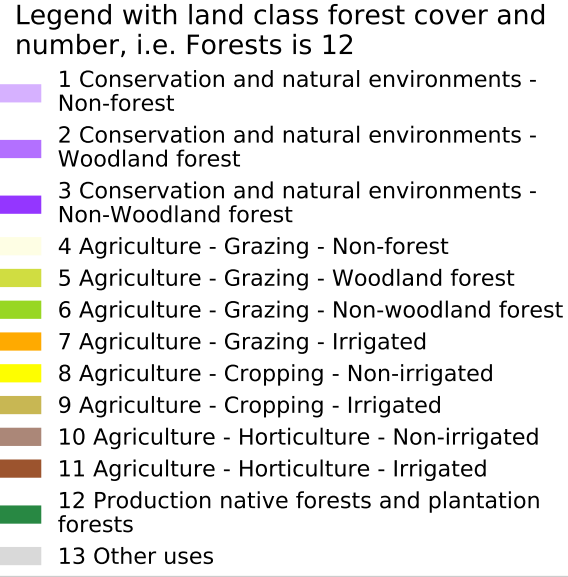 Legend with land class forest cover and
number, i.e. Forests is 12
1 Conservation and natural environments -
Non-forest
2 Conservation and natural environments -
Woodland forest
3 Conservation and natural environments -
Non-Woodland forest
4 Agriculture - Grazing - Non-forest
5 Agriculture - Grazing - Woodland forest
6 Agriculture - Grazing - Non-woodland forest
7 Agriculture - Grazing - Irrigated
8 Agriculture - Cropping - Non-irrigated
9 Agriculture - Cropping - Irrigated
10 Agriculture - Horticulture - Non-irrigated
11 Agriculture - Horticulture - Irrigated
12 Production native forests and plantation
forests
13 Other uses